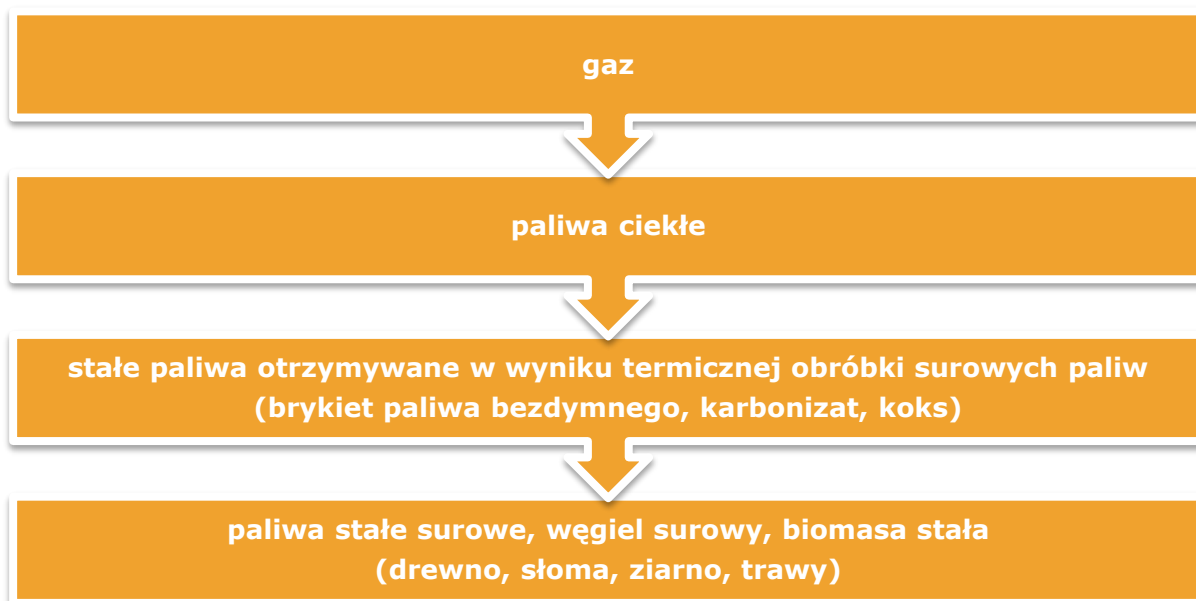 gaz
paliwa ciekłe
stałe paliwa otrzymywane w wyniku termicznej obróbki surowych paliw
(brykiet paliwa bezdymnego, karbonizat, koks)
paliwa stałe surowe, węgiel surowy, biomasa stała
(drewno, słoma, ziarno, trawy)